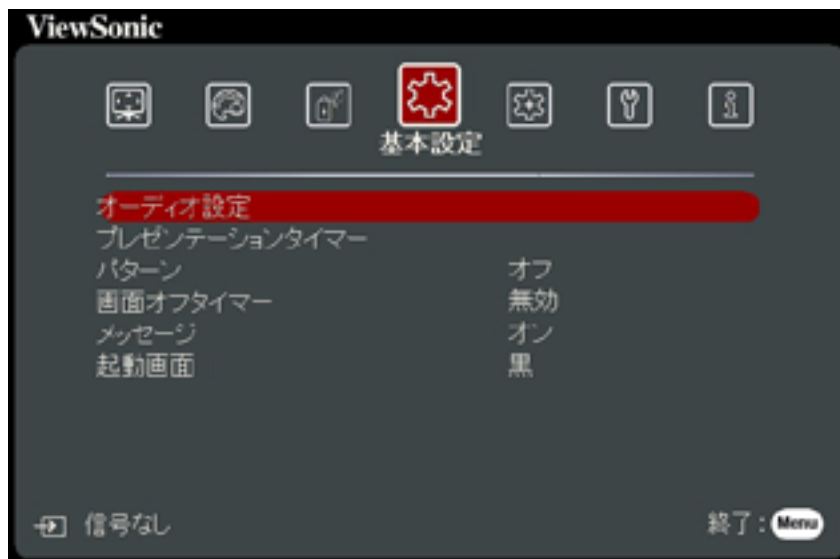 ViewSonic
基本設定
オーディオ設定
プレゼンテーションタイマー
パターン オフ
画面オフタイマー 無効
メッセージ オン
起動画面 黒
信号なし 終了：Menu